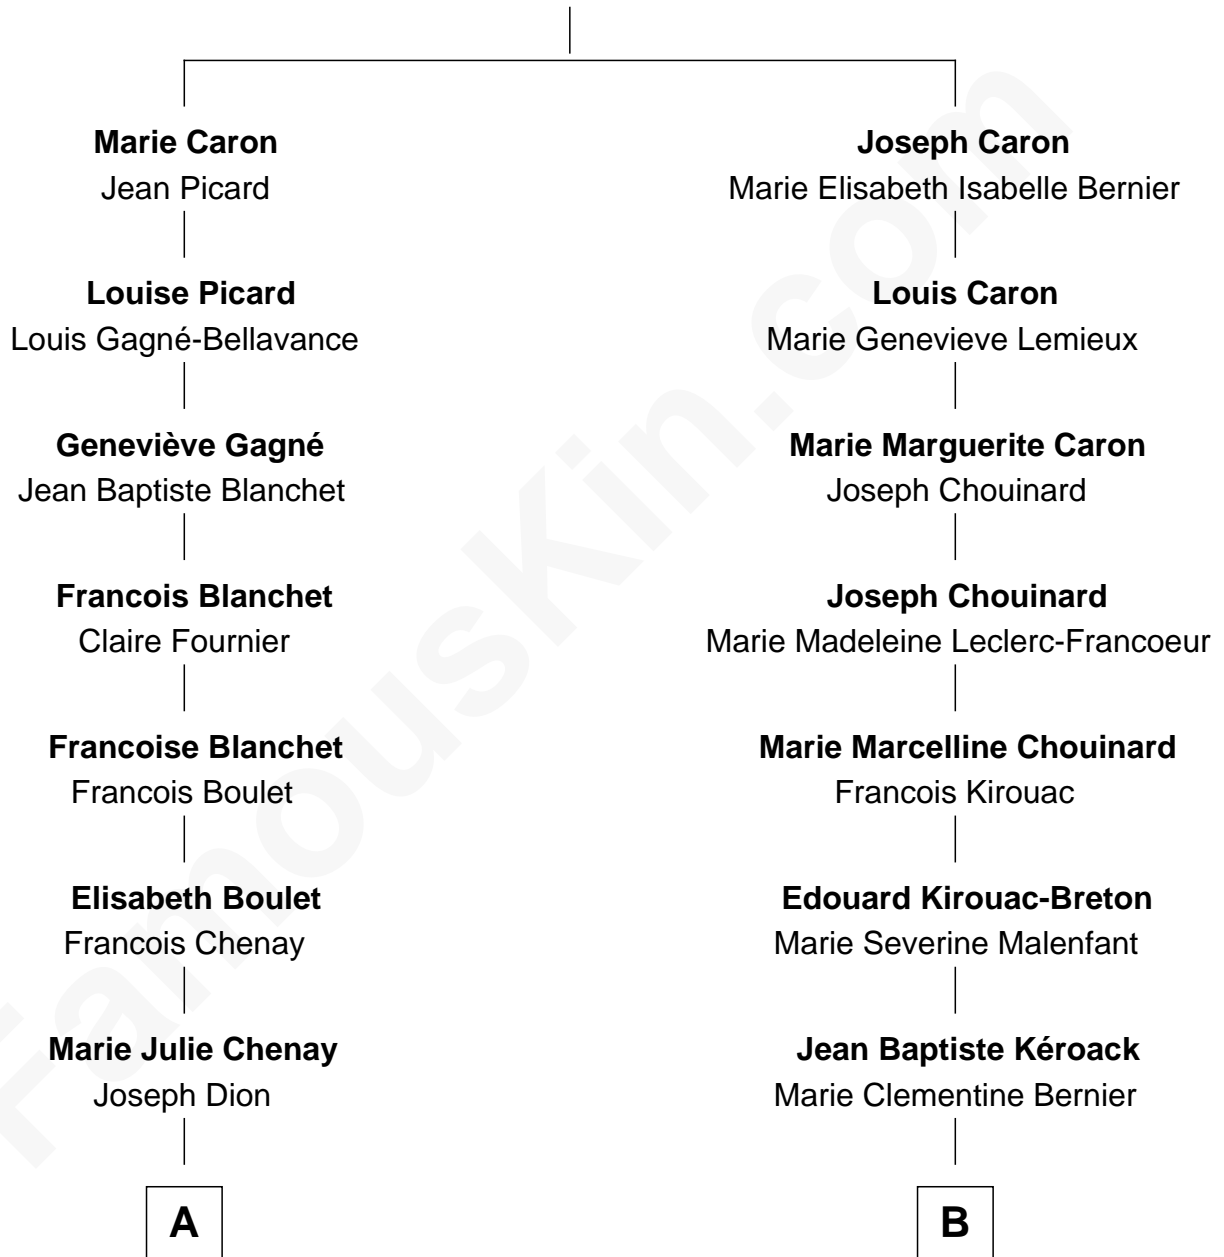 Marie Caron
Jean Picard
Louise Picard
Louis Gagné-Bellavance
Geneviève Gagné
Jean Baptiste Blanchet
Francois Blanchet
Claire Fournier
Francoise Blanchet
Francois Boulet
Elisabeth Boulet
Francois Chenay
Marie Julie Chenay
Joseph Dion
A
Joseph Caron
Marie Elisabeth Isabelle Bernier
Louis Caron
Marie Genevieve Lemieux
Marie Marguerite Caron
Joseph Chouinard
Joseph Chouinard
Marie Madeleine Leclerc-Francoeur
Marie Marcelline Chouinard
Francois Kirouac
Edouard Kirouac-Breton
Marie Severine Malenfant
Jean Baptiste Kéroack
Marie Clementine Bernier
B
FamousKin.com